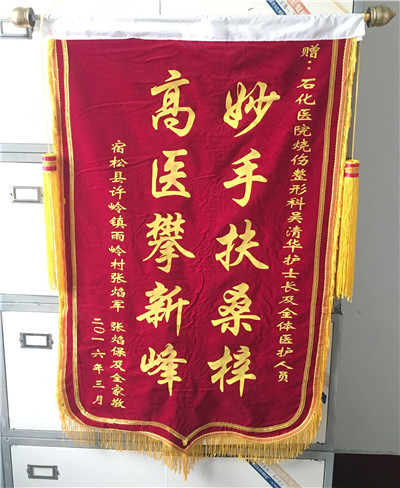 赠：石化医院烧伤整形科吴清华护士长及全体医护人员
妙手扶桑梓
高医攀新峰
宿松县许岭镇雨岭村张焰军 张焰保及全家敬
二〇一六年三月